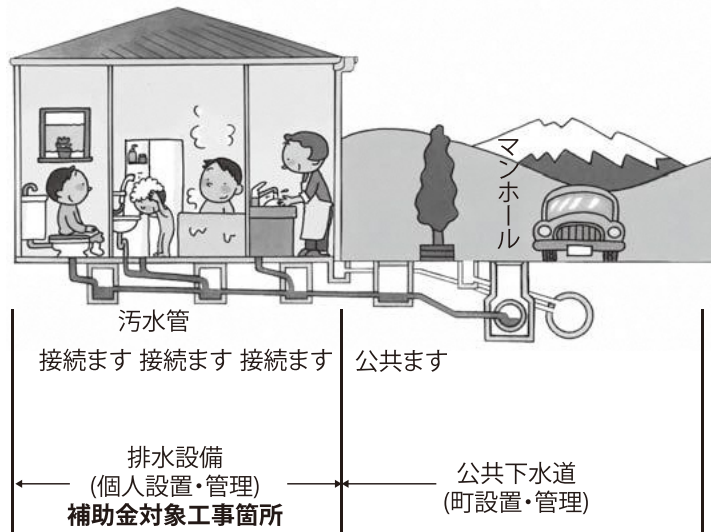 マンホール
汚水管
接続ます 接続ます 接続ます 公共ます
排水設備
(個人設置・管理)
補助金対象工事箇所
公共下水道
(町設置・管理)